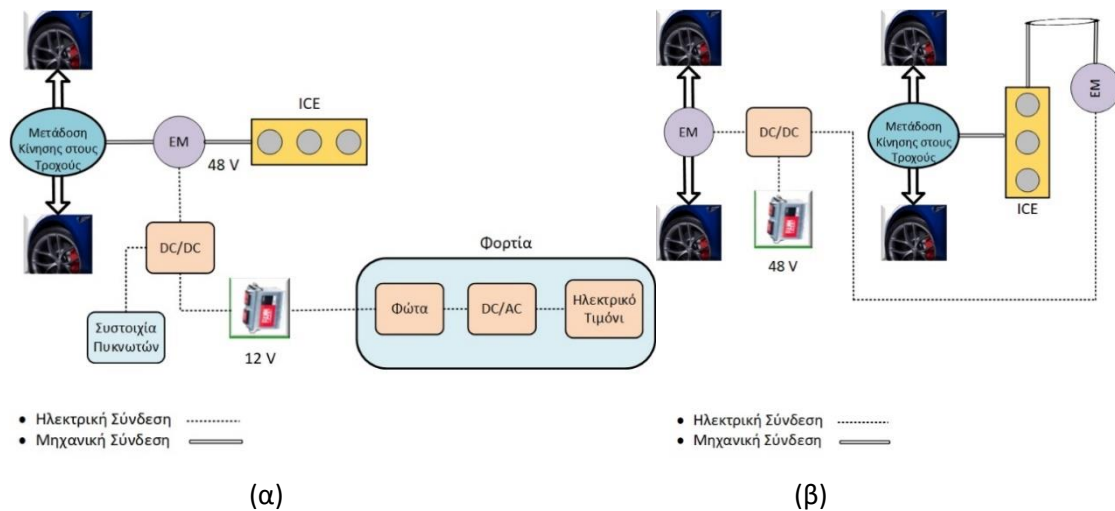 ICE
Μετάδοση
Κίνησης στους
Τροχούς
EM
48 V
DC/DC
Συστοιχία
Πυκνωτών
12 V
Φορτία
Φώτα
DC/AC
Ηλεκτρικό
Τιμόνι
• Ηλεκτρική Σύνδεση
• Μηχανική Σύνδεση
(α)
EM
DC/DC
48 V
Μετάδοση
Κίνησης στους
Τροχούς
ICE
EM
• Ηλεκτρική Σύνδεση
• Μηχανική Σύνδεση
(β)